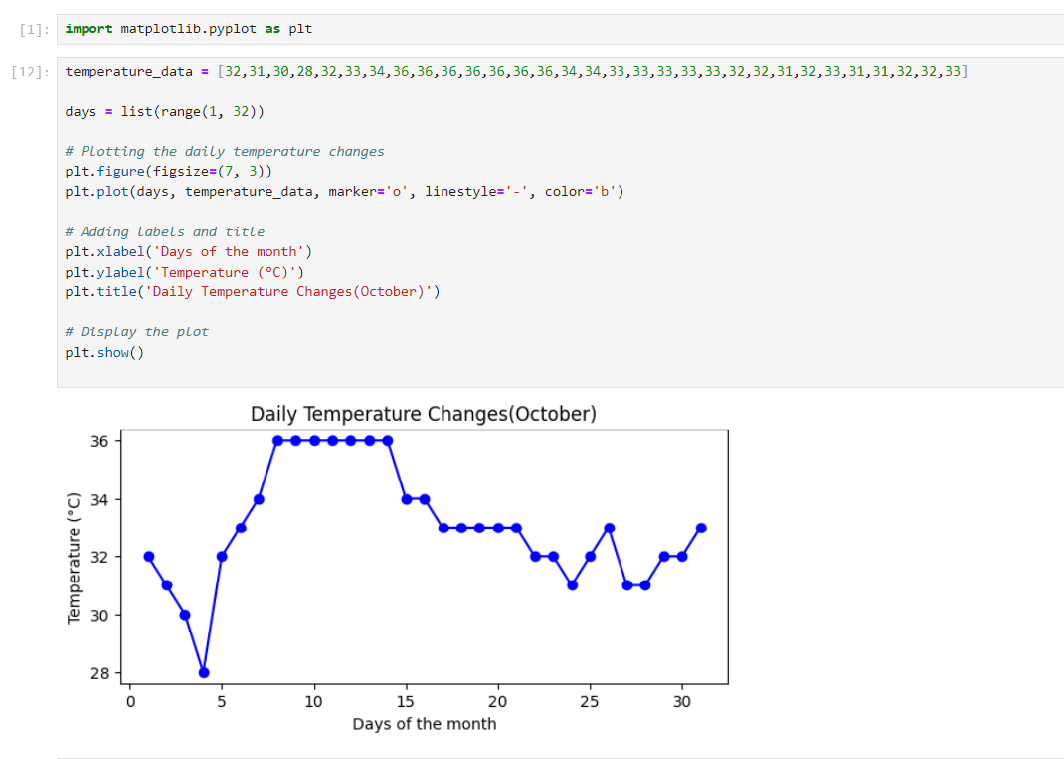 [1]: import matplotlib.pyplot as plt
[12]: temperature_data = [32,31,30,28,32,33,34,36,36,36,36,36,36,36,34,34,33,33,33,33,33,32,32,31,32,33,31,31,32,32,33]
days = list(range(1, 32))
# Plotting the daily temperature changes
plt.figure(figsize=(7, 3))
plt.plot(days, temperature_data, marker='o', linestyle='-', color='b')
# Adding labels and title
plt.xlabel('Days of the month')
plt.ylabel('Temperature (°C)')
plt.title('Daily Temperature Changes(October)')
# Display the plot
plt.show()
Daily Temperature Changes(October)
Temperature (°C)
36
34
32
30
28
0 5 10 15 20 25 30
Days of the month